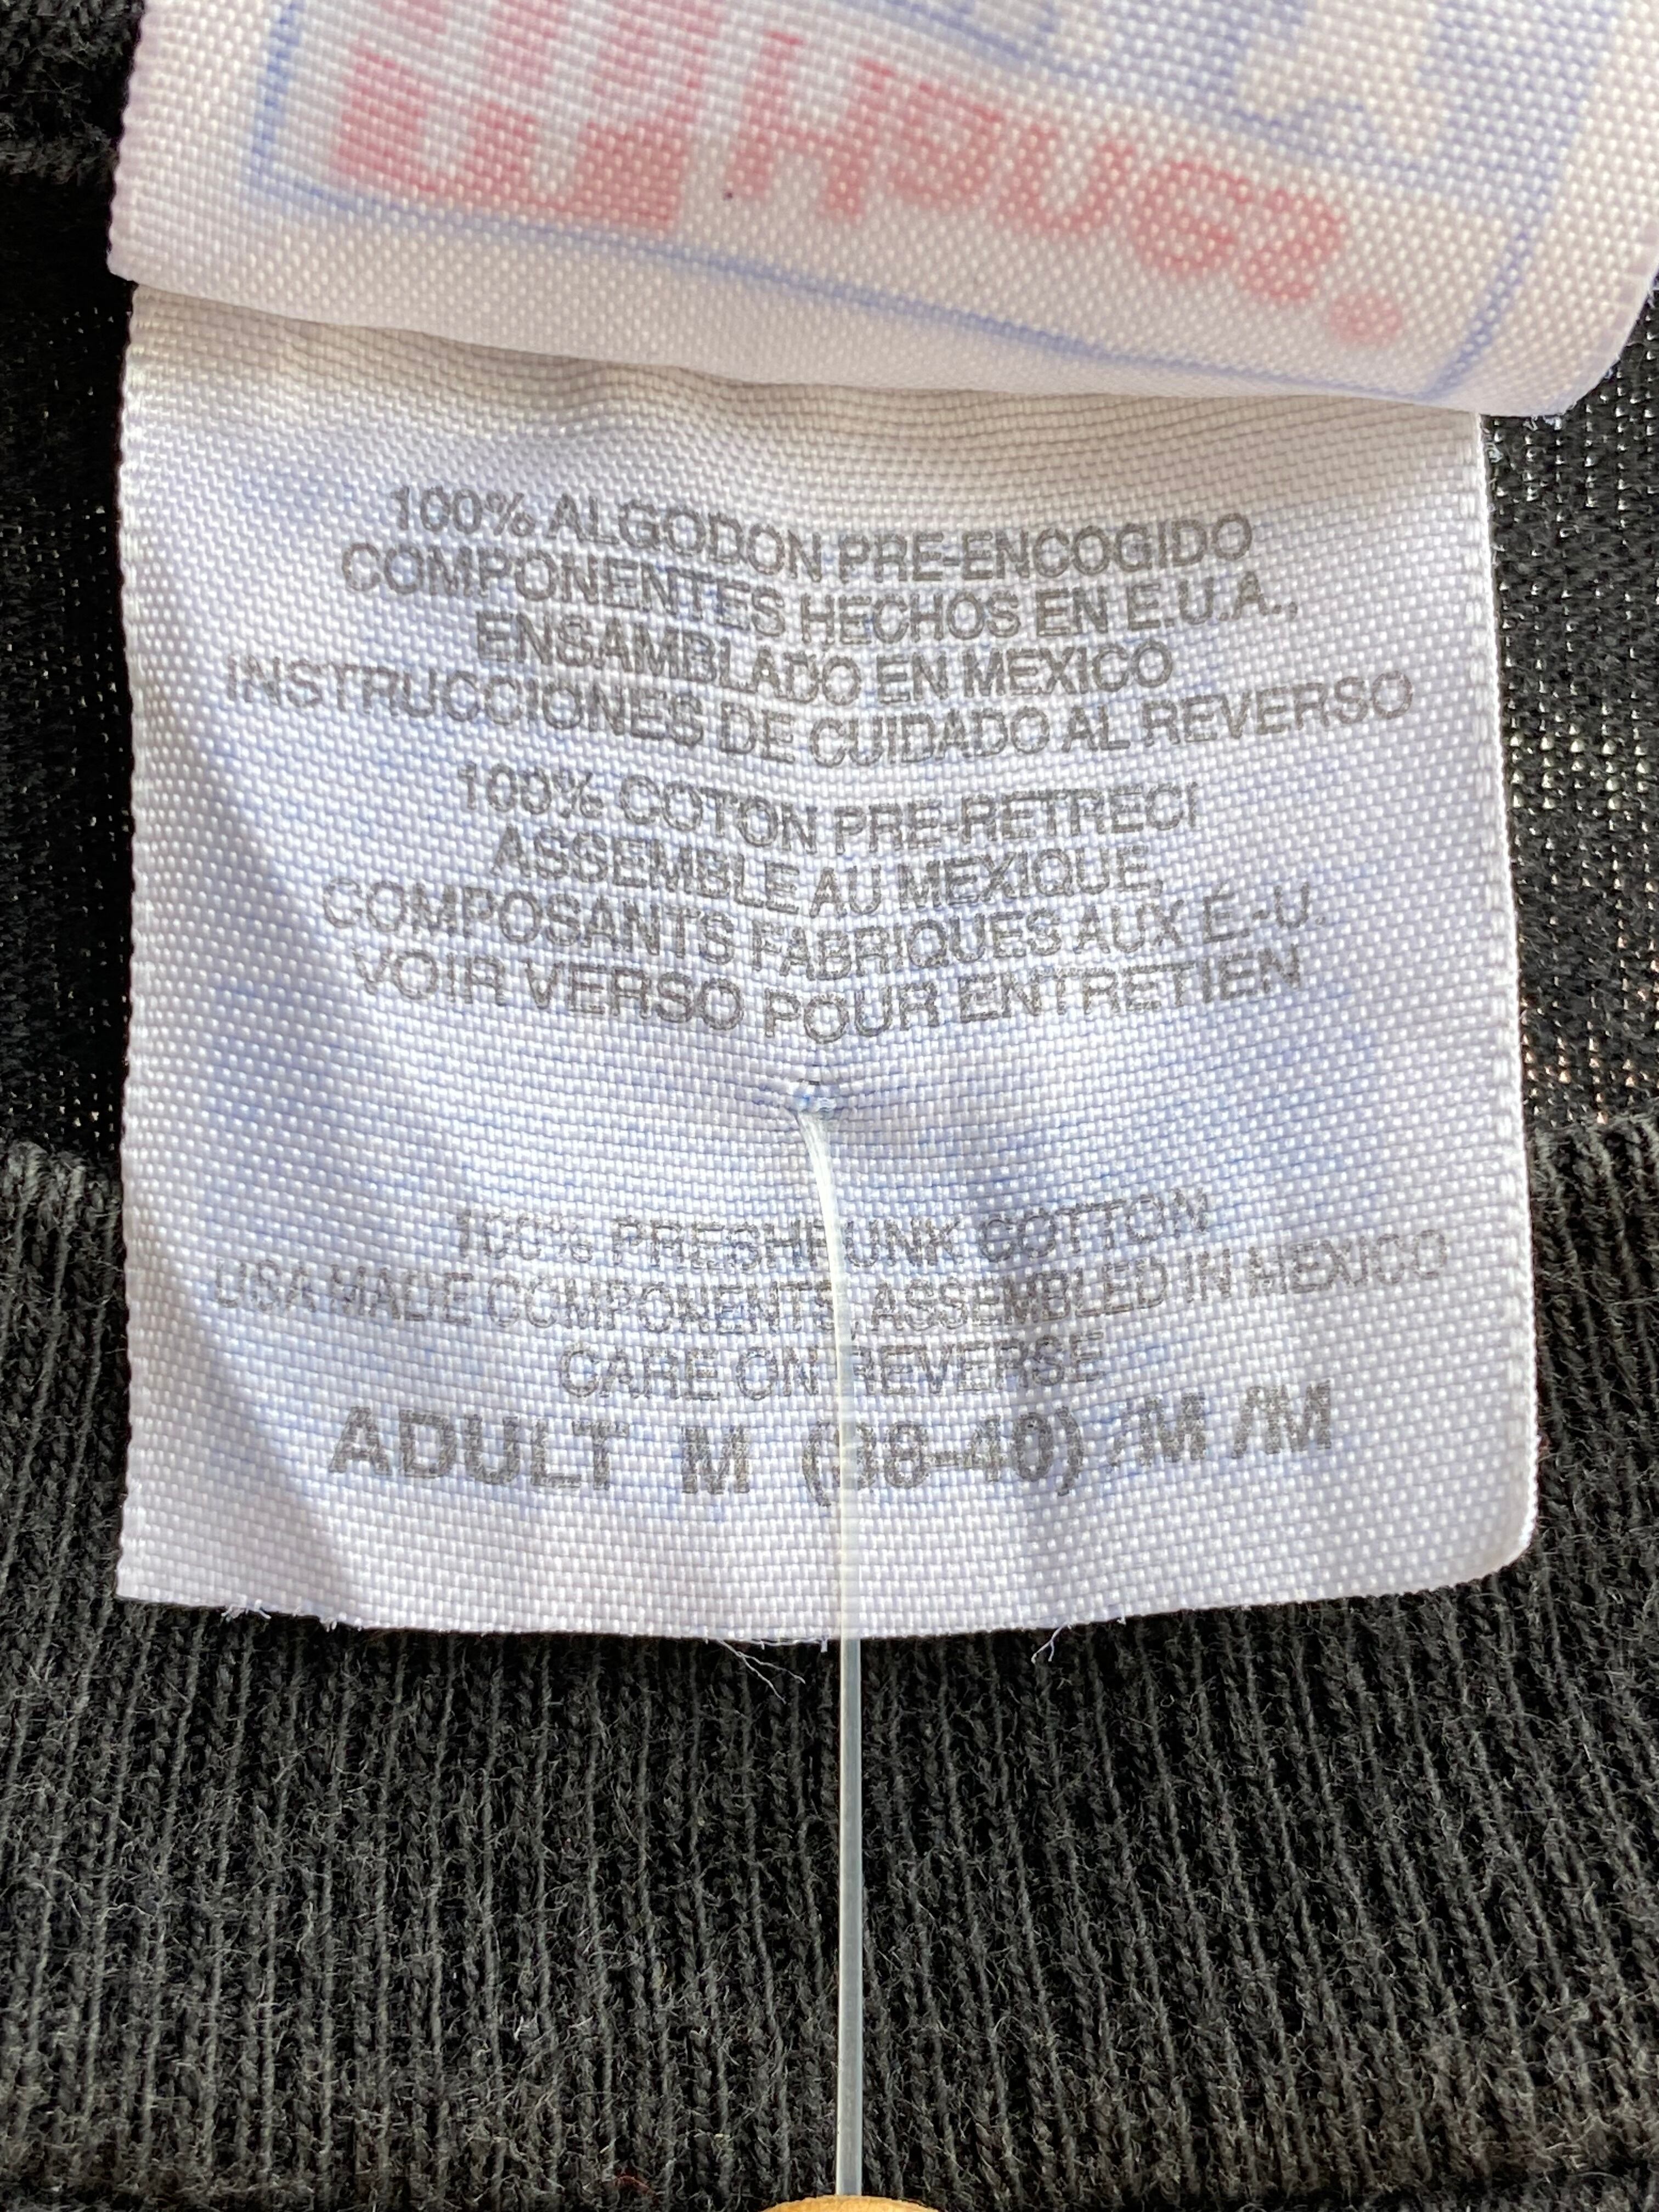 100% ALGODON PRE-ENCOGIDO
COMPONENTES HECHOS EN E.U.A.,
ENSAMBLADO EN MEXICO
INSTRUCCIONES DE CUIDADO AL REVERSO
100% COTON PRE-RETRECI
ASSEMBLE AU MEXIQUE,
COMPOSANTS FABRIQUES AUX É.-U.
VOIR VERSO POUR ENTRETIEN
100% PRESHRUNK COTTON
USA MADE COMPONENTS, ASSEMBLED IN MEXICO
CARE ON REVERSE
ADULT M (38-40) /M /M